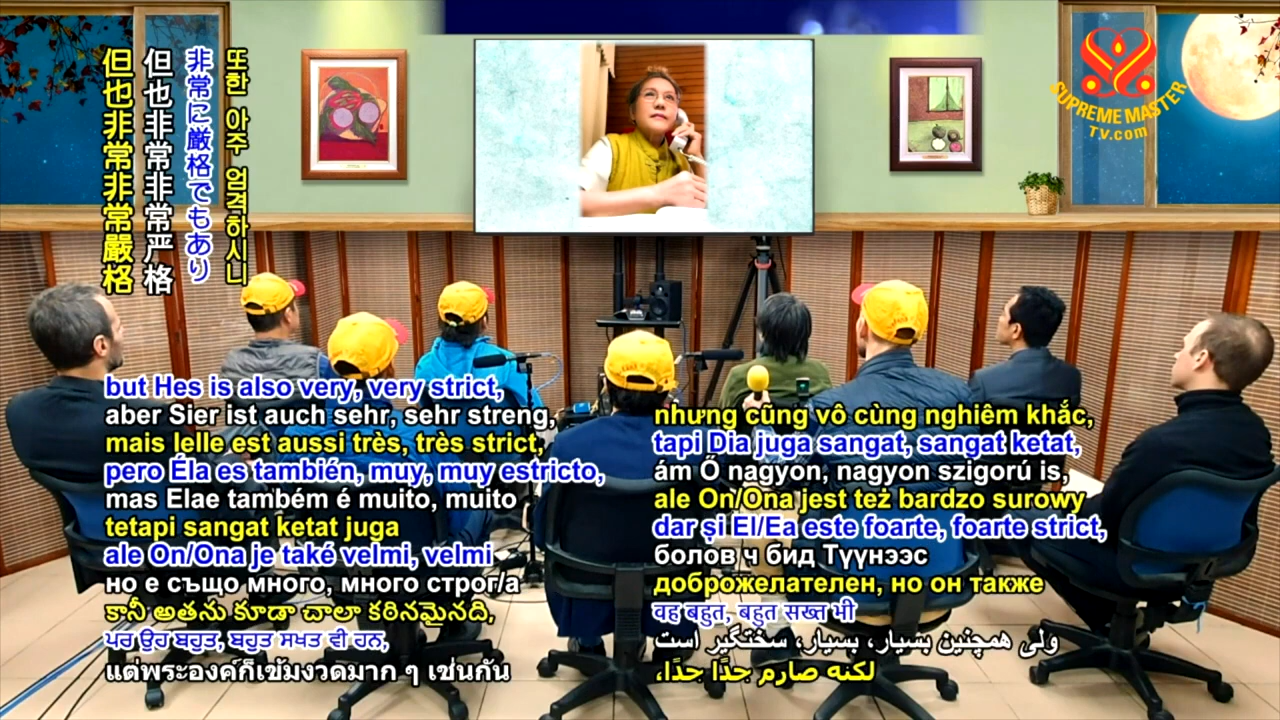 但也非常非常嚴格
但也非常非常严格
非常に厳格でもあり
또한 아주 엄격하시니
SUPREME MASTER
TV.com
but Hes is also very, very strict,
aber Sier ist auch sehr, sehr streng,
mais Ielle est aussi très, très strict,
pero Éla es también, muy, muy estricto,
mas Elae também é muito, muito
tetapi sangat ketat juga
ale On/Ona je také velmi, velmi
но е също много, много строг/а
కానీ అతను కూడా చాలా కఠినమైనది,
ਪਰ ਉਹ ਬਹੁਤ, ਬਹੁਤ ਸਖਤ ਵੀ ਹਨ,
แต่พระองค์ก็เข้มงวดมาก ๆ เช่นกัน
nhưng cũng vô cùng nghiêm khắc,
tapi Dia juga sangat, sangat ketat,
ám Ő nagyon, nagyon szigorú is,
ale On/Ona jest też bardzo surowy
dar și El/Ea este foarte, foarte strict,
болов ч бид Түүнээс
доброжелателен, но он также
वह बहुत, बहुत सख्त भी
ولی همچنین بسیار، بسیار، سختگیر است
لكنه صارم جدًا جدًا،